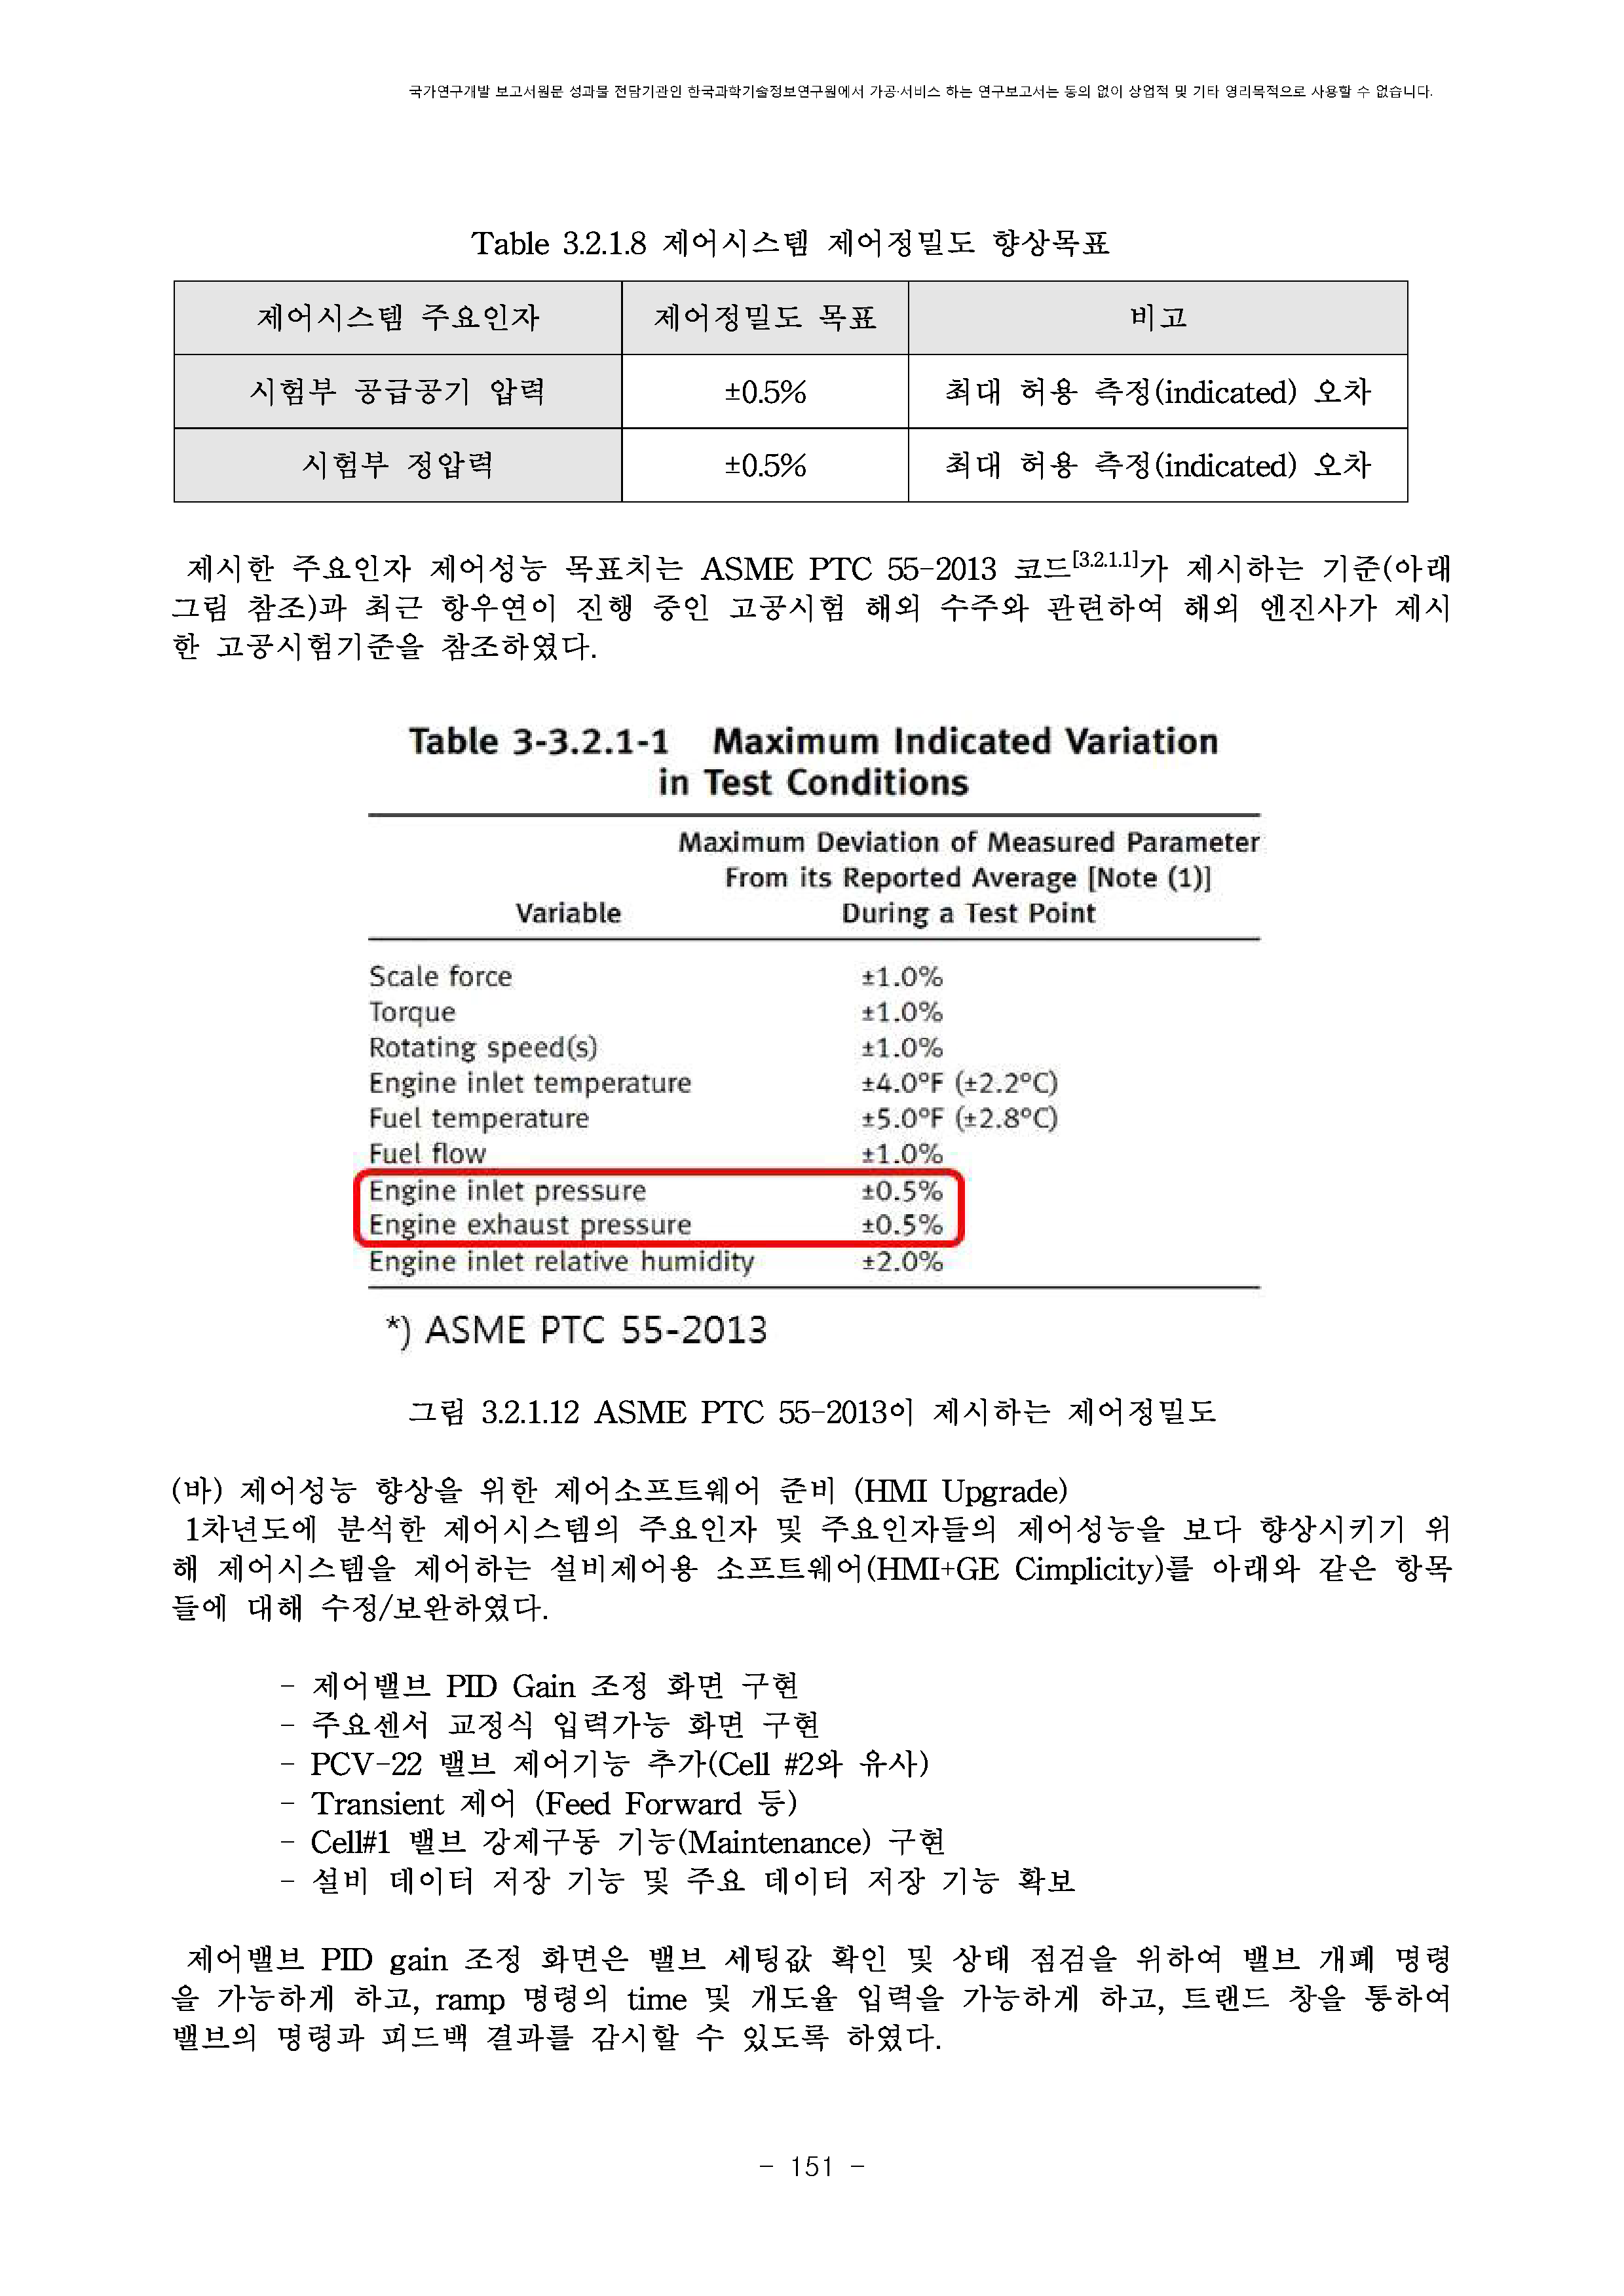 국가연구개발 보고서원문 성과물 전담기관인 한국과학기술정보연구원에서 가공·서비스 하는 연구보고서는 동의 없이 상업적 및 기타 영리목적으로 사용할 수 없습니다.
Table 3.2.1.8 제어시스템 제어정밀도 향상목표
제어시스템 주요인자 제어정밀도 목표 비고
시험부 공급공기 압력 ±0.5% 최대 허용 측정(indicated) 오차
시험부 정압력 ±0.5% 최대 허용 측정(indicated) 오차
제시한 주요인자 제어성능 목표치는 ASME PTC 55-2013 코드[3.2.1.1]가 제시하는 기준(아래
그림 참조)과 최근 항우연이 진행 중인 고공시험 해외 수주와 관련하여 해외 엔진사가 제시
한 고공시험기준을 참조하였다.
Table 3-3.2.1-1 Maximum Indicated Variation
in Test Conditions
Maximum Deviation of Measured Parameter
From its Reported Average [Note (1)]
Variable During a Test Point
Scale force ±1.0%
Torque ±1.0%
Rotating speed(s) ±1.0%
Engine inlet temperature ±4.0°F (±2.2°C)
Fuel temperature ±5.0°F (±2.8°C)
Fuel flow ±1.0%
Engine inlet pressure ±0.5%
Engine exhaust pressure ±0.5%
Engine inlet relative humidity ±2.0%
*) ASME PTC 55-2013
그림 3.2.1.12 ASME PTC 55-2013이 제시하는 제어정밀도
(바) 제어성능 향상을 위한 제어소프트웨어 준비 (HMI Upgrade)
1차년도에 분석한 제어시스템의 주요인자 및 주요인자들의 제어성능을 보다 향상시키기 위
해 제어시스템을 제어하는 설비제어용 소프트웨어(HMI+GE Cimplicity)를 아래와 같은 항목
들에 대해 수정/보완하였다.
- 제어밸브 PID Gain 조정 화면 구현
- 주요센서 교정식 입력가능 화면 구현
- PCV-22 밸브 제어기능 추가(Cell #2와 유사)
- Transient 제어 (Feed Forward 등)
- Cell#1 밸브 강제구동 기능(Maintenance) 구현
- 설비 데이터 저장 기능 및 주요 데이터 저장 기능 확보
제어밸브 PID gain 조정 화면은 밸브 세팅값 확인 및 상태 점검을 위하여 밸브 개폐 명령
을 가능하게 하고, ramp 명령의 time 및 개도율 입력을 가능하게 하고, 트랜드 창을 통하여
밸브의 명령과 피드백 결과를 감시할 수 있도록 하였다.
- 151 -